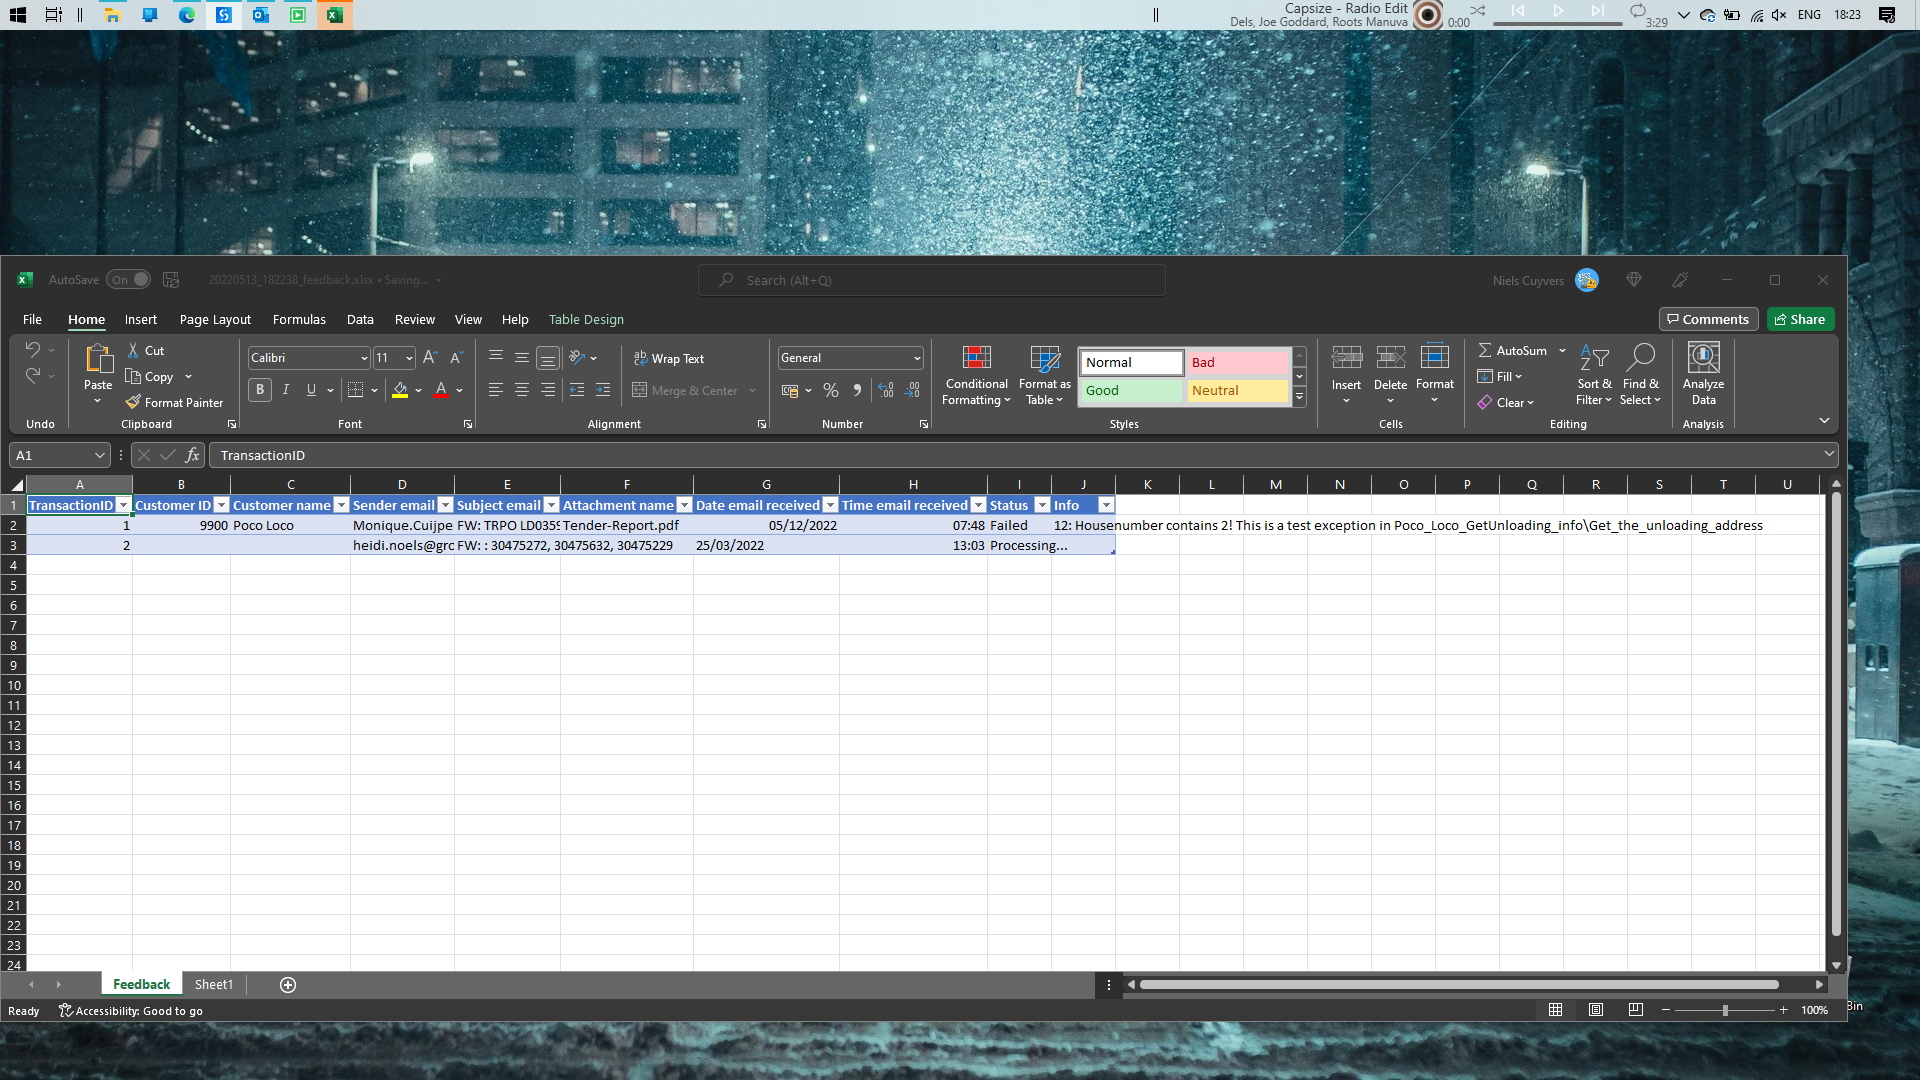 Capsize - Radio Edit
Dels, Joe Goddard, Roots Manuva
0:00
3:29
ENG
18:23
AutoSave
On
20220513_182238_feedback.xlsx • Saving...
Search (Alt+Q)
Niels Cuyvers
File Home Insert Page Layout Formulas Data Review View Help Table Design
Comments
Share
Paste
Cut
Copy
Format Painter
Calibri
11
B I U
Wrap Text
Merge & Center
General
Conditional Formatting
Format as Table
Normal
Bad
Good
Neutral
Insert
Delete
Format
AutoSum
Fill
Clear
Sort & Filter
Find & Select
Analyze Data
Undo Clipboard Font Alignment Number Styles Cells Editing Analysis
A1
fx
TransactionID
A B C D E F G H I J K L M N O P Q R S T U
1 TransactionID Customer ID Customer name Sender email Subject email Attachment name Date email received Time email received Status Info
2 1 9900 Poco Loco Monique.Cuijpe FW: TRPO LD0359 Tender-Report.pdf 05/12/2022 07:48 Failed 12: Housenumber contains 2! This is a test exception in Poco_Loco_GetUnloading_info\Get_the_unloading_address
3 2 heidi.noels@grc FW: : 30475272, 30475632, 30475229 25/03/2022 13:03 Processing...
4
5
6
7
8
9
10
11
12
13
14
15
16
17
18
19
20
21
22
23
24
Feedback Sheet1
Ready
Accessibility: Good to go
100%
Bin